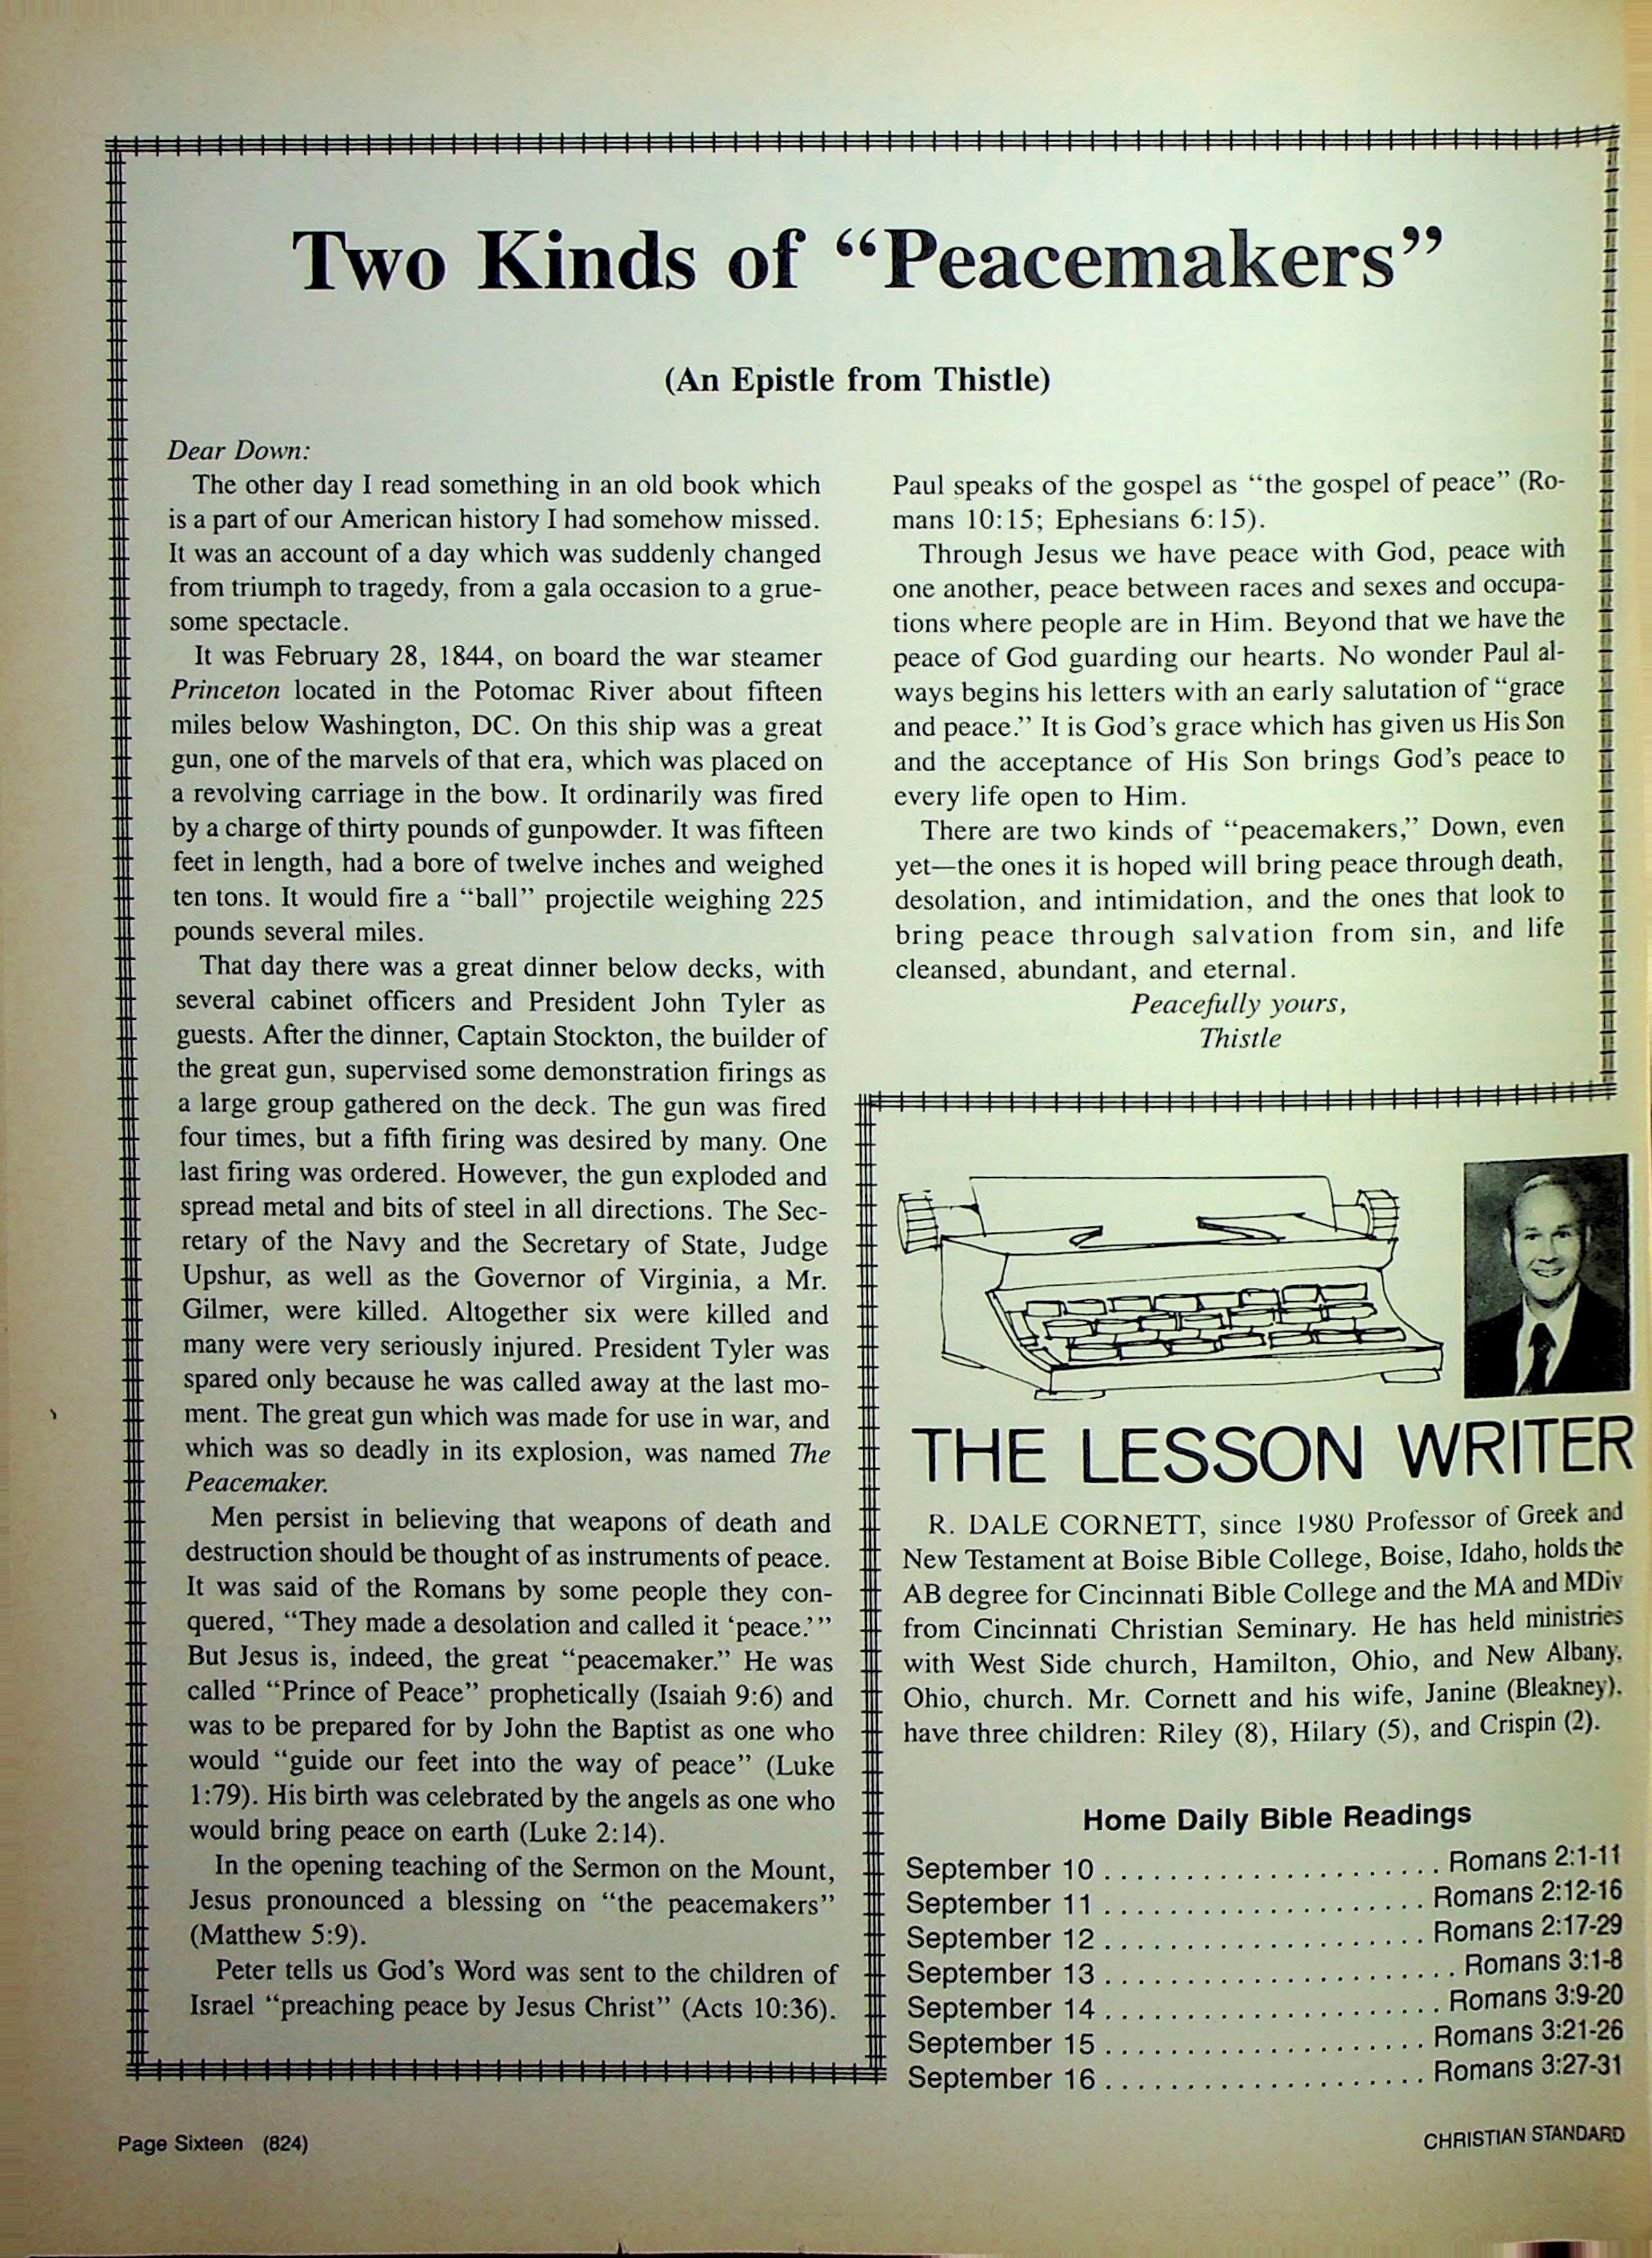 Two Kinds of “Peacemakers”
(An Epistle from Thistle)
Dear Down:
The other day I read something in an old book which
is a part of our American history I had somehow missed.
It was an account of a day which was suddenly changed
from triumph to tragedy, from a gala occasion to a grue-
some spectacle.
It was February 28, 1844, on board the war steamer
Princeton located in the Potomac River about fifteen
miles below Washington, DC. On this ship was a great
gun, one of the marvels of that era, which was placed on
a revolving carriage in the bow. It ordinarily was fired
by a charge of thirty pounds of gunpowder. It was fifteen
feet in length, had a bore of twelve inches and weighed
ten tons. It would fire a “ball” projectile weighing 225
pounds several miles.
That day there was a great dinner below decks, with
several cabinet officers and President John Tyler as
guests. After the dinner, Captain Stockton, the builder of
the great gun, supervised some demonstration firings as
a large group gathered on the deck. The gun was fired
four times, but a fifth firing was desired by many. One
last firing was ordered. However, the gun exploded and
spread metal and bits of steel in all directions. The Sec-
retary of the Navy and the Secretary of State, Judge
Upshur, as well as the Governor of Virginia, a Mr.
Gilmer, were killed. Altogether six were killed and
many were very seriously injured. President Tyler was
spared only because he was called away at the last mo-
ment. The great gun which was made for use in war, and
which was so deadly in its explosion, was named The
Peacemaker.
Men persist in believing that weapons of death and
destruction should be thought of as instruments of peace.
It was said of the Romans by some people they con-
quered, “They made a desolation and called it ‘peace.’”
But Jesus is, indeed, the great “peacemaker.” He was
called “Prince of Peace” prophetically (Isaiah 9:6) and
was to be prepared for by John the Baptist as one who
would “guide our feet into the way of peace” (Luke
1:79). His birth was celebrated by the angels as one who
would bring peace on earth (Luke 2:14).
In the opening teaching of the Sermon on the Mount,
Jesus pronounced a blessing on “the peacemakers”
(Matthew 5:9).
Peter tells us God’s Word was sent to the children of
Israel “preaching peace by Jesus Christ” (Acts 10:36).
Paul speaks of the gospel as “the gospel of peace” (Ro-
mans 10:15; Ephesians 6:15).
Through Jesus we have peace with God, peace with
one another, peace between races and sexes and occupa-
tions where people are in Him. Beyond that we have the
peace of God guarding our hearts. No wonder Paul al-
ways begins his letters with an early salutation of “grace
and peace.” It is God’s grace which has given us His Son
and the acceptance of His Son brings God’s peace to
every life open to Him.
There are two kinds of “peacemakers,” Down, even
yet—the ones it is hoped will bring peace through death,
desolation, and intimidation, and the ones that look to
bring peace through salvation from sin, and life
cleansed, abundant, and eternal.
Peacefully yours,
Thistle
THE LESSON WRITER
R. DALE CORNETT, since 1980 Professor of Greek and
New Testament at Boise Bible College, Boise, Idaho, holds the
AB degree for Cincinnati Bible College and the MA and MDiv
from Cincinnati Christian Seminary. He has held ministries
with West Side church, Hamilton, Ohio, and New Albany,
Ohio, church. Mr. Cornett and his wife, Janine (Bleakney),
have three children: Riley (8), Hilary (5), and Crispin (2).
Home Daily Bible Readings
September 10 . . . . . . . . . . . . . . . . . . . . . Romans 2:1-11
September 11 . . . . . . . . . . . . . . . . . . . . Romans 2:12-16
September 12 . . . . . . . . . . . . . . . . . . . . Romans 2:17-29
September 13 . . . . . . . . . . . . . . . . . . . . . . Romans 3:1-8
September 14 . . . . . . . . . . . . . . . . . . . . . Romans 3:9-20
September 15 . . . . . . . . . . . . . . . . . . . . Romans 3:21-26
September 16 . . . . . . . . . . . . . . . . . . . . Romans 3:27-31
Page Sixteen (824)
CHRISTIAN STANDARD